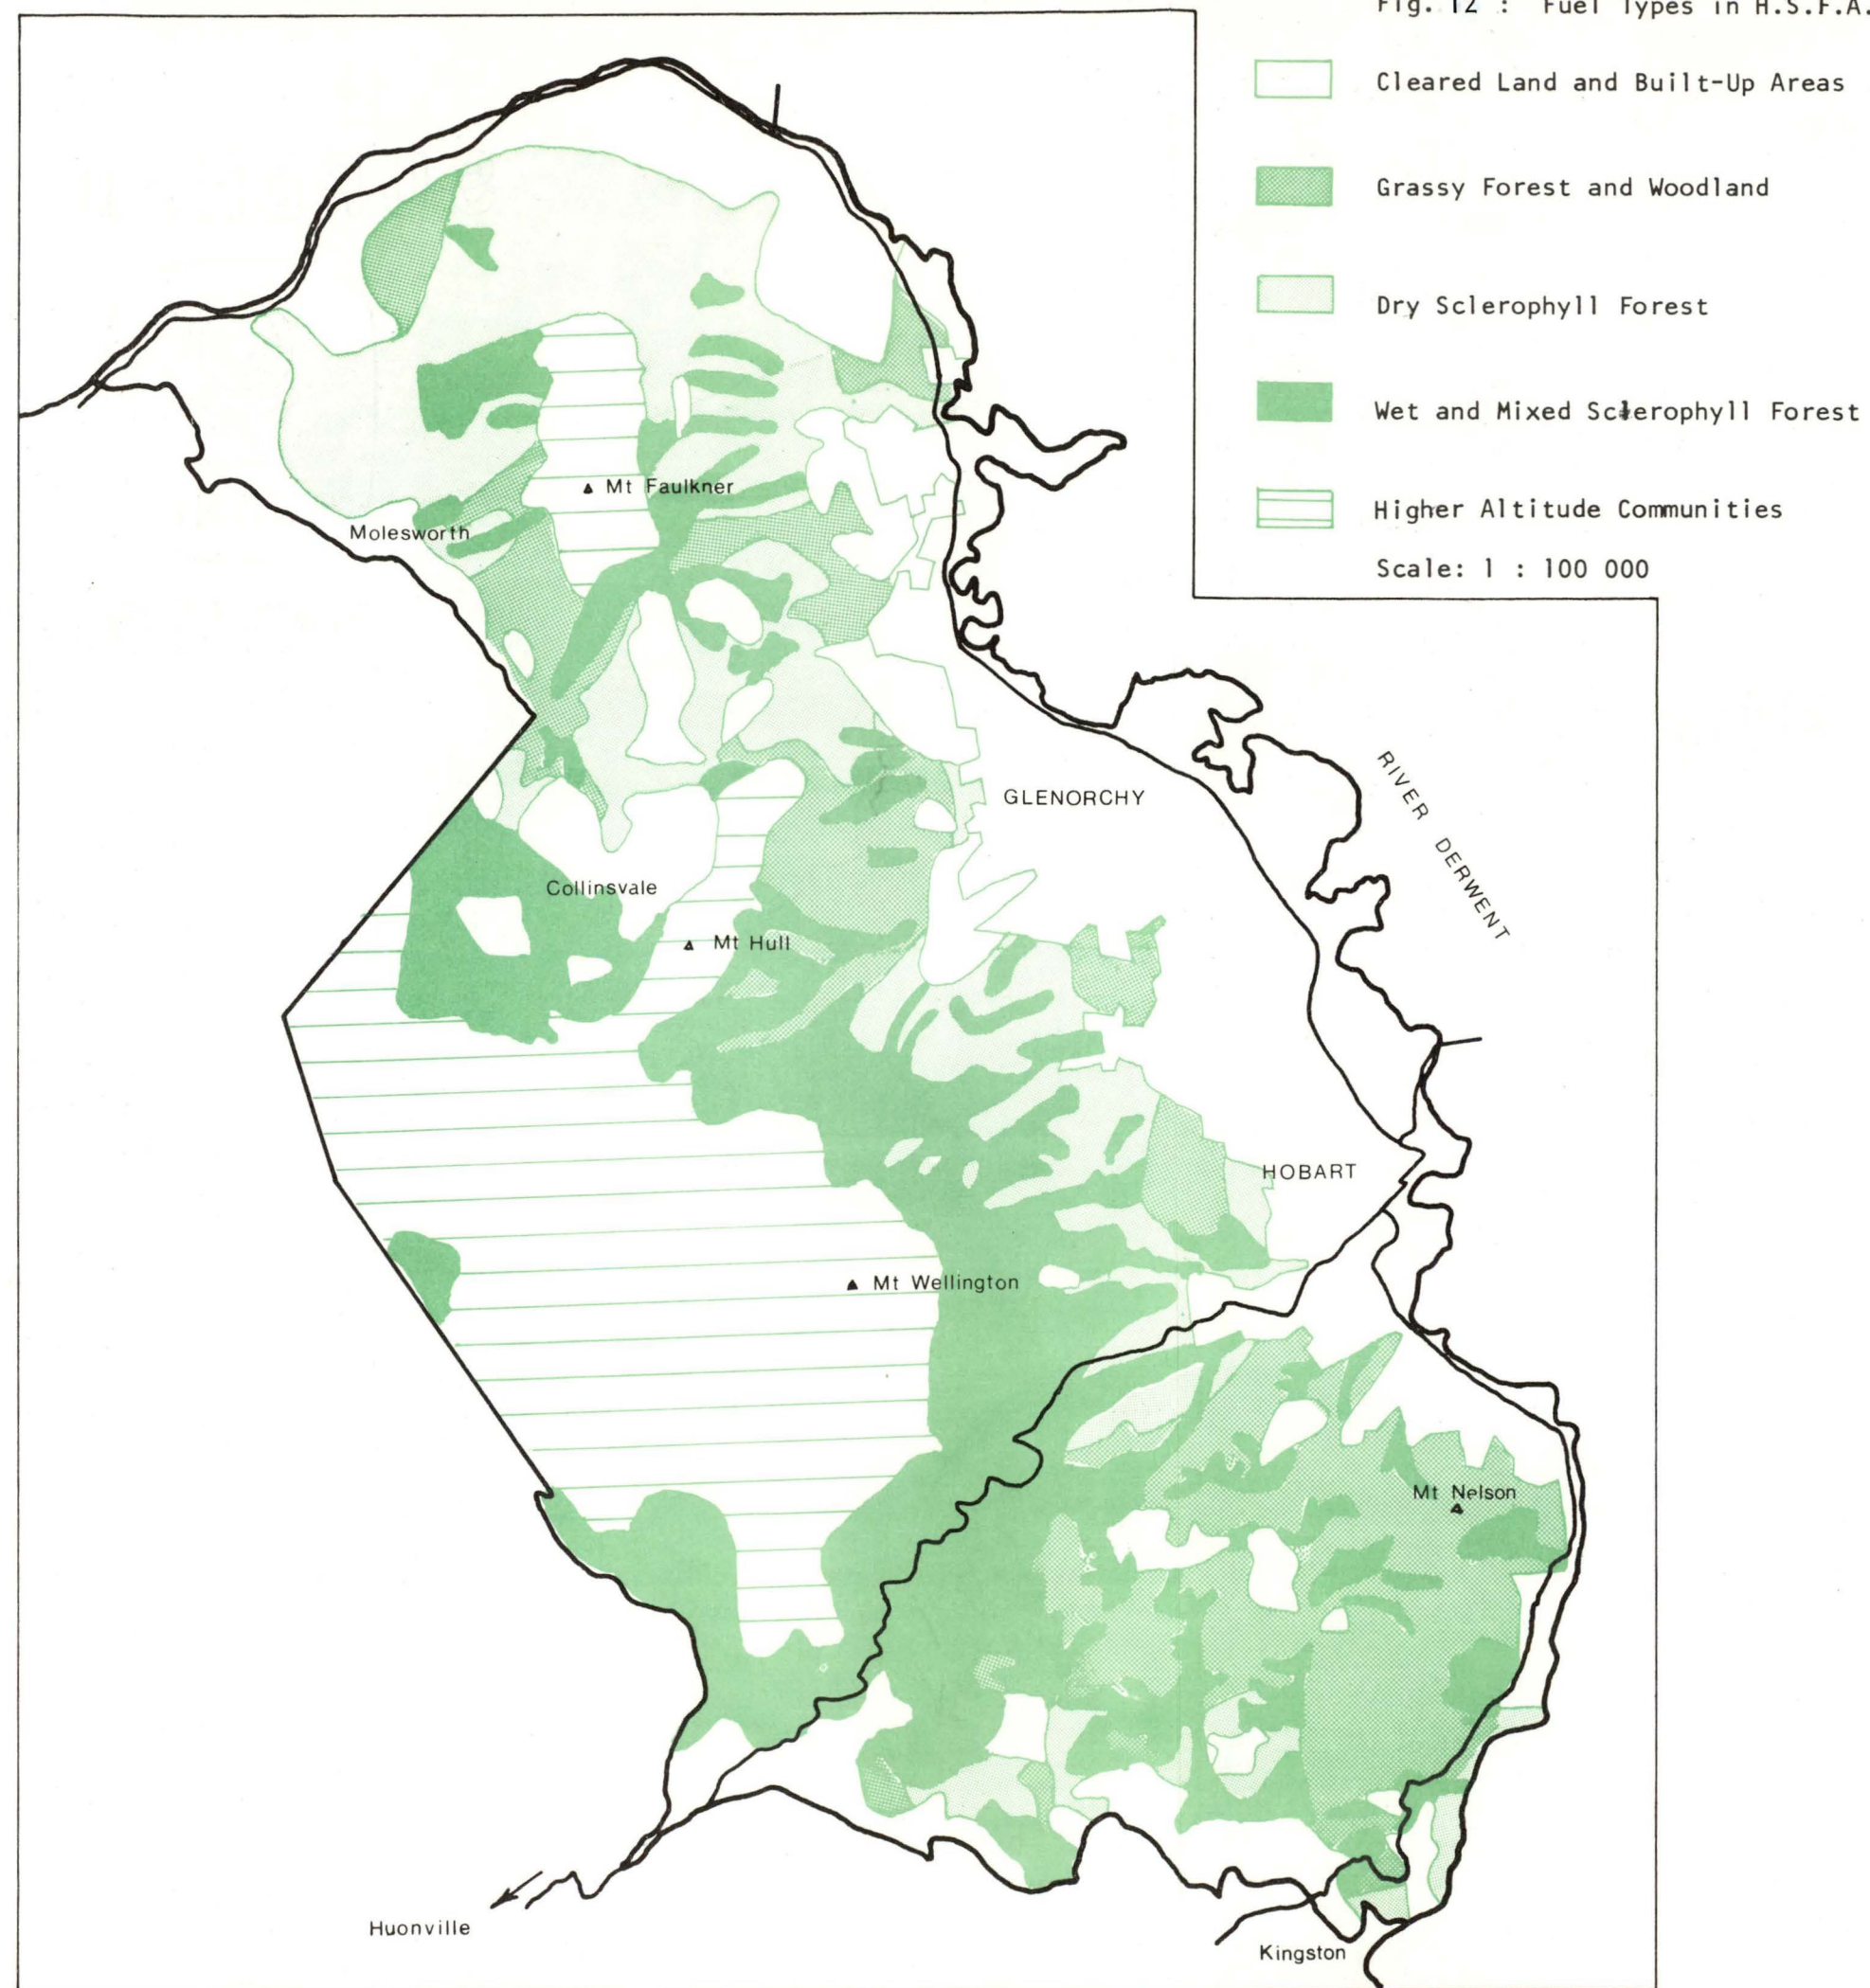 Fig. 12 : Fuel Types in H.S.F.A.
Cleared Land and Built-Up Areas
Grassy Forest and Woodland
Dry Sclerophyll Forest
Wet and Mixed Sclerophyll Forest
Higher Altitude Communities
Scale: 1 : 100 000
Mt Faulkner
Molesworth
GLENORCHY
RIVER DERWENT
Collinsvale
Mt Hull
HOBART
Mt Wellington
Mt Nelson
Huonville
Kingston